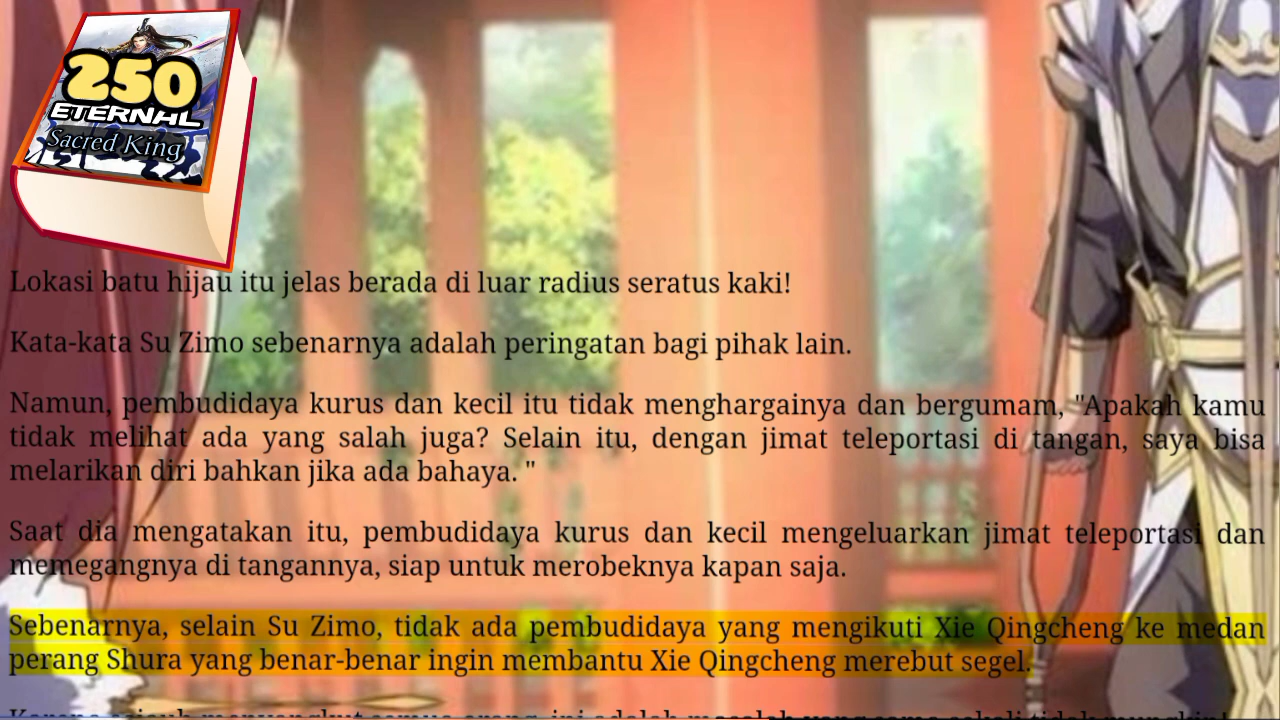 250
ETERNAL
Sacred King
Lokasi batu hijau itu jelas berada di luar radius seratus kaki!
Kata-kata Su Zimo sebenarnya adalah peringatan bagi pihak lain.
Namun, pembudidaya kurus dan kecil itu tidak menghargainya dan bergumam, "Apakah kamu
tidak melihat ada yang salah juga? Selain itu, dengan jimat teleportasi di tangan, saya bisa
melarikan diri bahkan jika ada bahaya. "
Saat dia mengatakan itu, pembudidaya kurus dan kecil mengeluarkan jimat teleportasi dan
memegangnya di tangannya, siap untuk merobeknya kapan saja.
Sebenarnya, selain Su Zimo, tidak ada pembudidaya yang mengikuti Xie Qingcheng ke medan
perang Shura yang benar-benar ingin membantu Xie Qingcheng merebut segel.